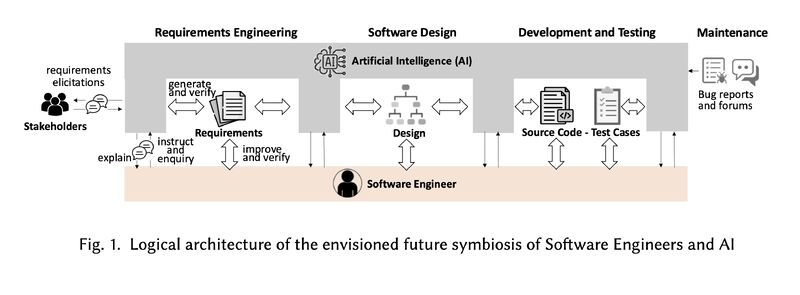 Requirements Engineering
Software Design
Development and Testing
Maintenance
AI
Artificial Intelligence (AI)
requirements
elicitations
Stakeholders
generate
and verify
Requirements
Design
</>
Source Code - Test Cases
Bug reports
and forums
explain
instruct
and
enquiry
improve
and verify
Software Engineer
Fig. 1. Logical architecture of the envisioned future symbiosis of Software Engineers and AI